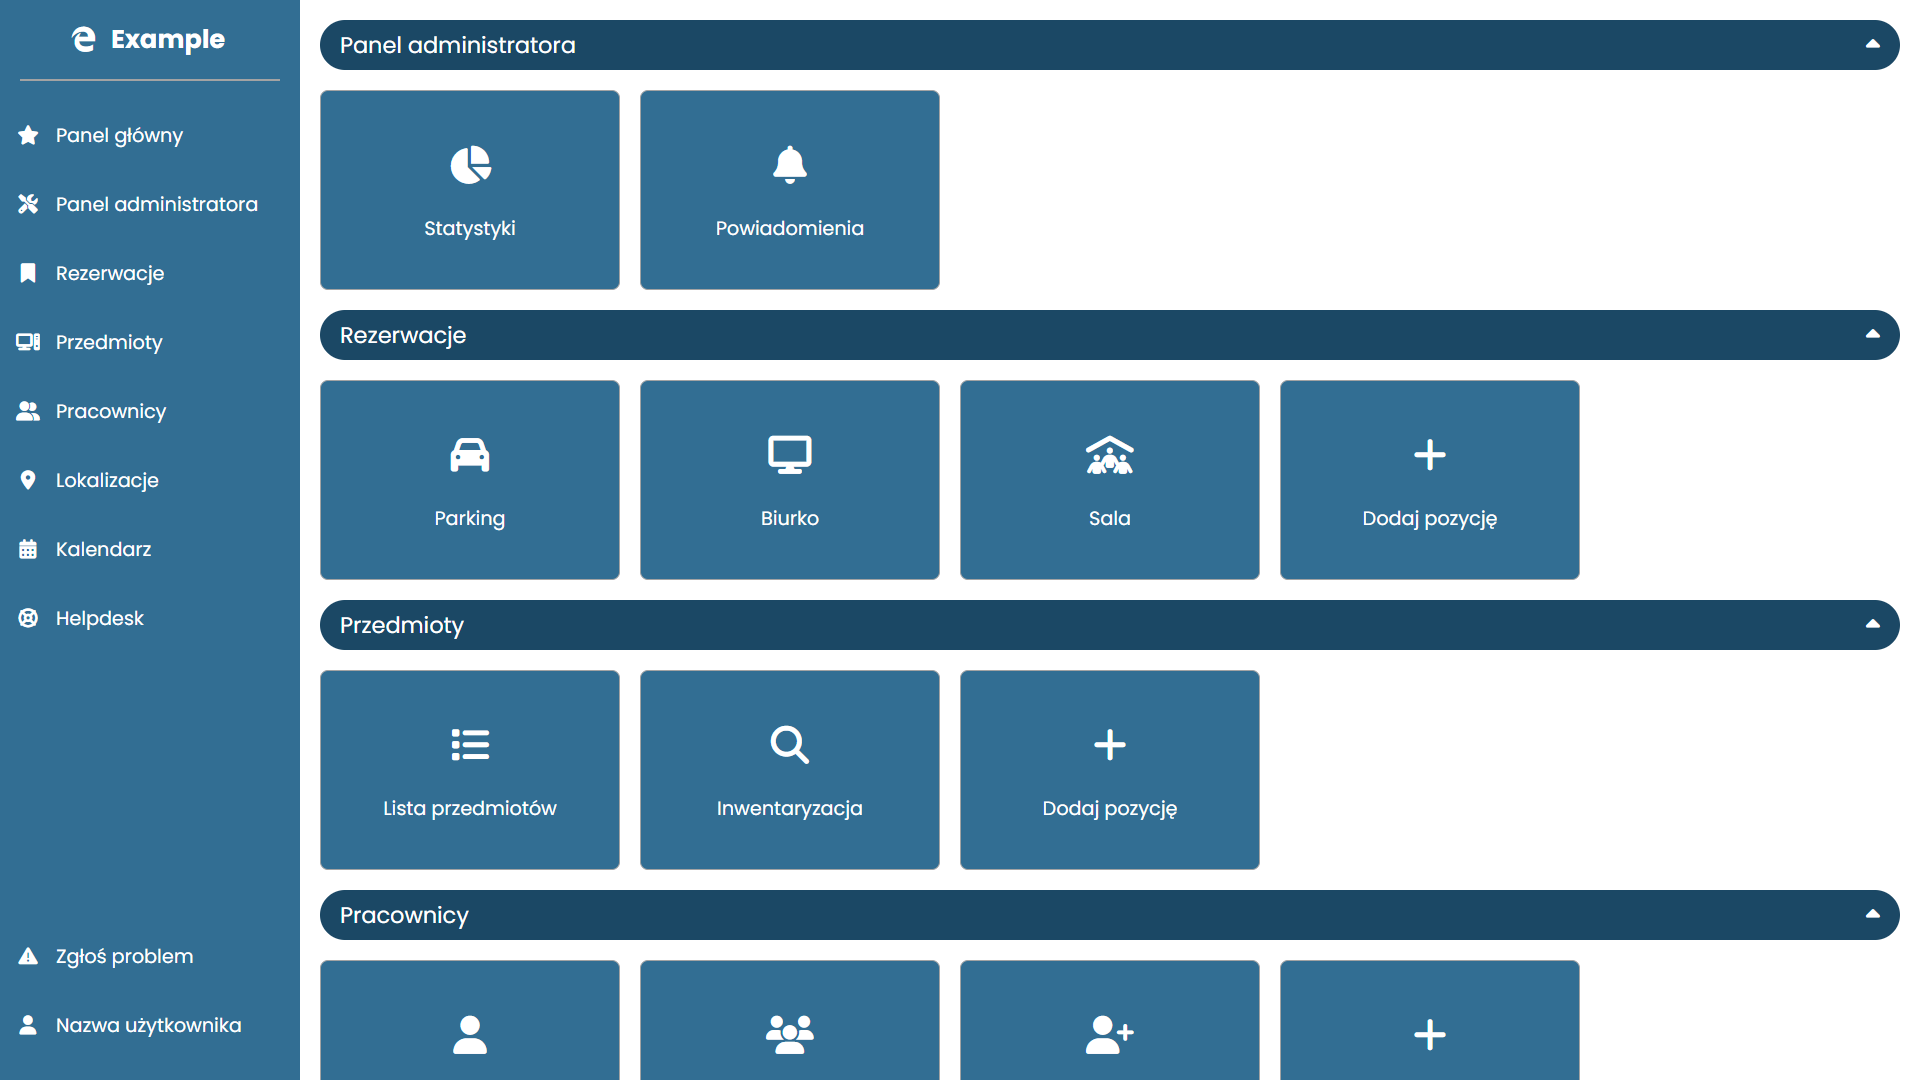 Example
Panel główny
Panel administratora
Rezerwacje
Przedmioty
Pracownicy
Lokalizacje
Kalendarz
Helpdesk
Zgłoś problem
Nazwa użytkownika
Panel administratora
Statystyki
Powiadomienia
Rezerwacje
Parking
Biurko
Sala
Dodaj pozycję
Przedmioty
Lista przedmiotów
Inwentaryzacja
Dodaj pozycję
Pracownicy